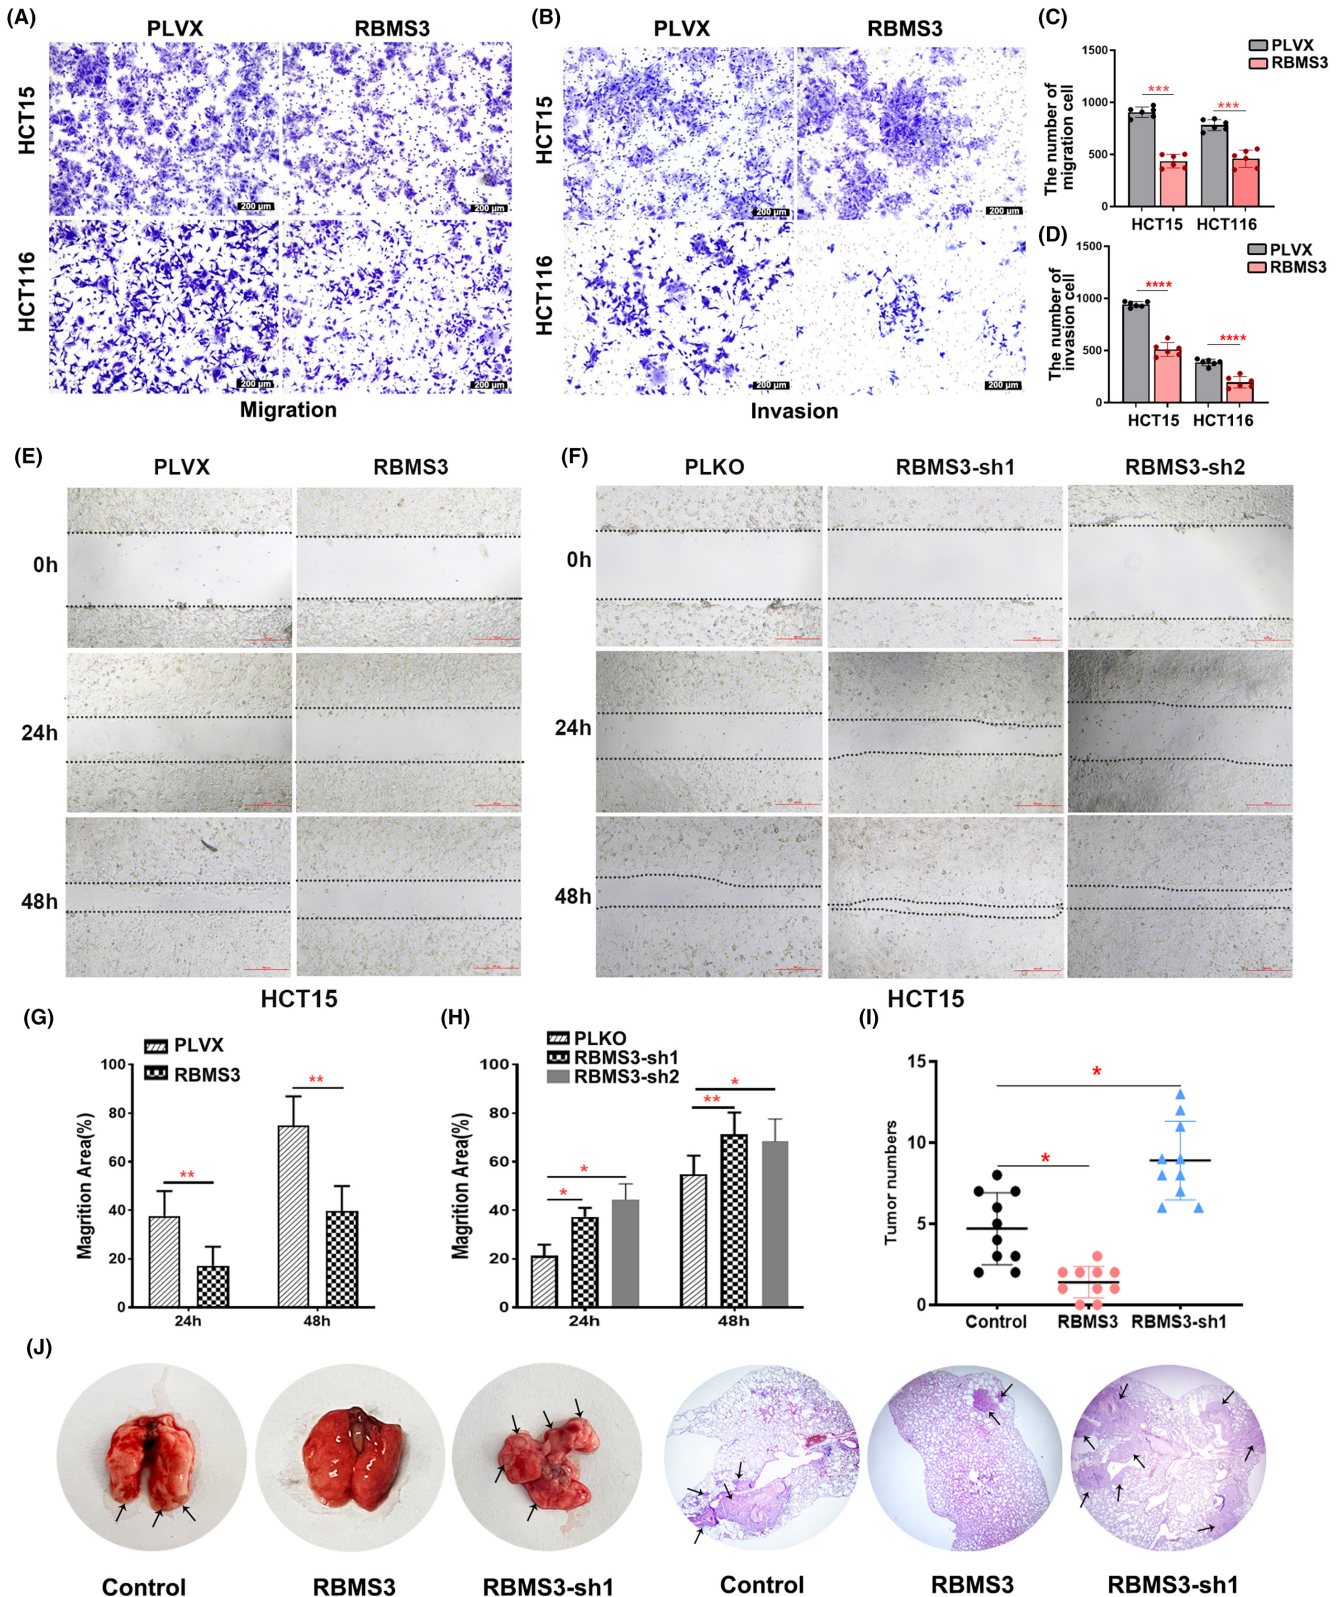 (A)
PLVX
RBMS3
HCT15
200 µm
200 µm
HCT116
200 µm
200 µm
Migration
(B)
PLVX
RBMS3
HCT15
200 µm
200 µm
HCT116
200 µm
200 µm
Invasion
(C)
PLVX
RBMS3
The number of
migration cell
1500
1000
500
0
***
***
HCT15
HCT116
(D)
PLVX
RBMS3
The number of
invasion cell
1500
1000
500
0
****
****
HCT15
HCT116
(E)
PLVX
RBMS3
0h
24h
48h
HCT15
(F)
PLKO
RBMS3-sh1
RBMS3-sh2
0h
24h
48h
HCT15
(G)
PLVX
RBMS3
Magrition Area(%)
100
80
60
40
20
0
**
**
24h
48h
(H)
PLKO
RBMS3-sh1
RBMS3-sh2
Magrition Area(%)
100
80
60
40
20
0
*
*
**
*
24h
48h
(I)
Tumor numbers
15
10
5
0
*
*
Control
RBMS3
RBMS3-sh1
(J)
Control
RBMS3
RBMS3-sh1
Control
RBMS3
RBMS3-sh1